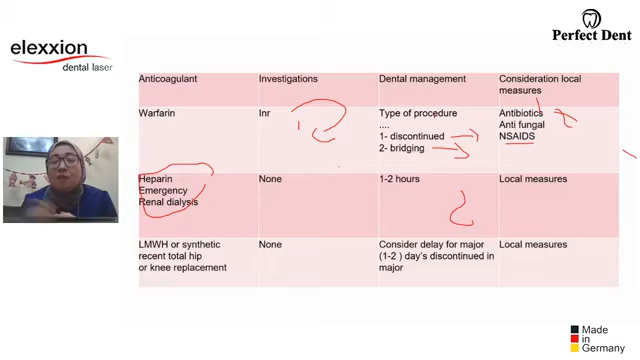 elexxion
dental laser
Perfect Dent
Anticoagulant
Investigations
Dental management
Consideration local
measures
Warfarin
Inr
Type of procedure
....
1- discontinued
2- bridging
Antibiotics
Anti fungal
NSAIDS
Heparin
Emergency
Renal dialysis
None
1-2 hours
Local measures
LMWH or synthetic
recent total hip
or knee replacement
None
Consider delay for major
(1-2 ) day's discontinued in
major
Local measures
Made
in
Germany